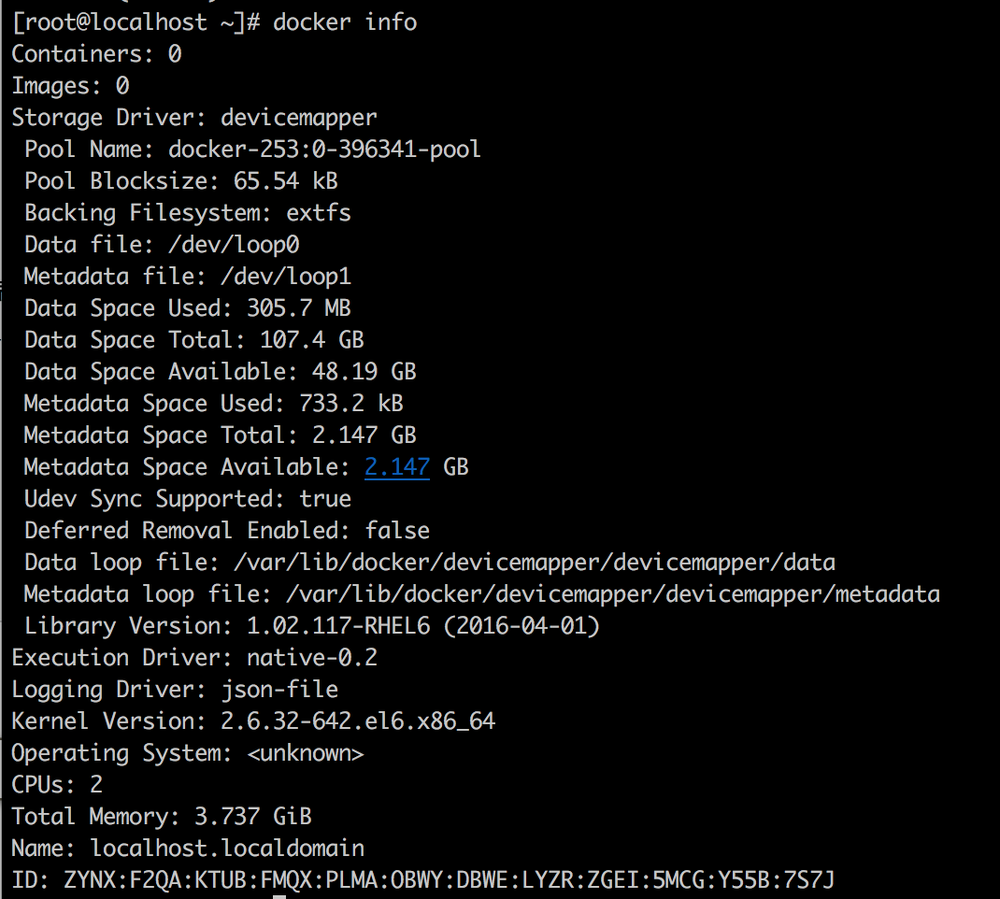 [root@localhost ~]# docker info
Containers: 0
Images: 0
Storage Driver: devicemapper
 Pool Name: docker-253:0-396341-pool
 Pool Blocksize: 65.54 kB
 Backing Filesystem: extfs
 Data file: /dev/loop0
 Metadata file: /dev/loop1
 Data Space Used: 305.7 MB
 Data Space Total: 107.4 GB
 Data Space Available: 48.19 GB
 Metadata Space Used: 733.2 kB
 Metadata Space Total: 2.147 GB
 Metadata Space Available: 2.147 GB
 Udev Sync Supported: true
 Deferred Removal Enabled: false
 Data loop file: /var/lib/docker/devicemapper/devicemapper/data
 Metadata loop file: /var/lib/docker/devicemapper/devicemapper/metadata
 Library Version: 1.02.117-RHEL6 (2016-04-01)
Execution Driver: native-0.2
Logging Driver: json-file
Kernel Version: 2.6.32-642.el6.x86_64
Operating System: <unknown>
CPUs: 2
Total Memory: 3.737 GiB
Name: localhost.localdomain
ID: ZYNX:F2QA:KTUB:FMQX:PLMA:OBWY:DBWE:LYZR:ZGEI:5MCG:Y55B:7S7J